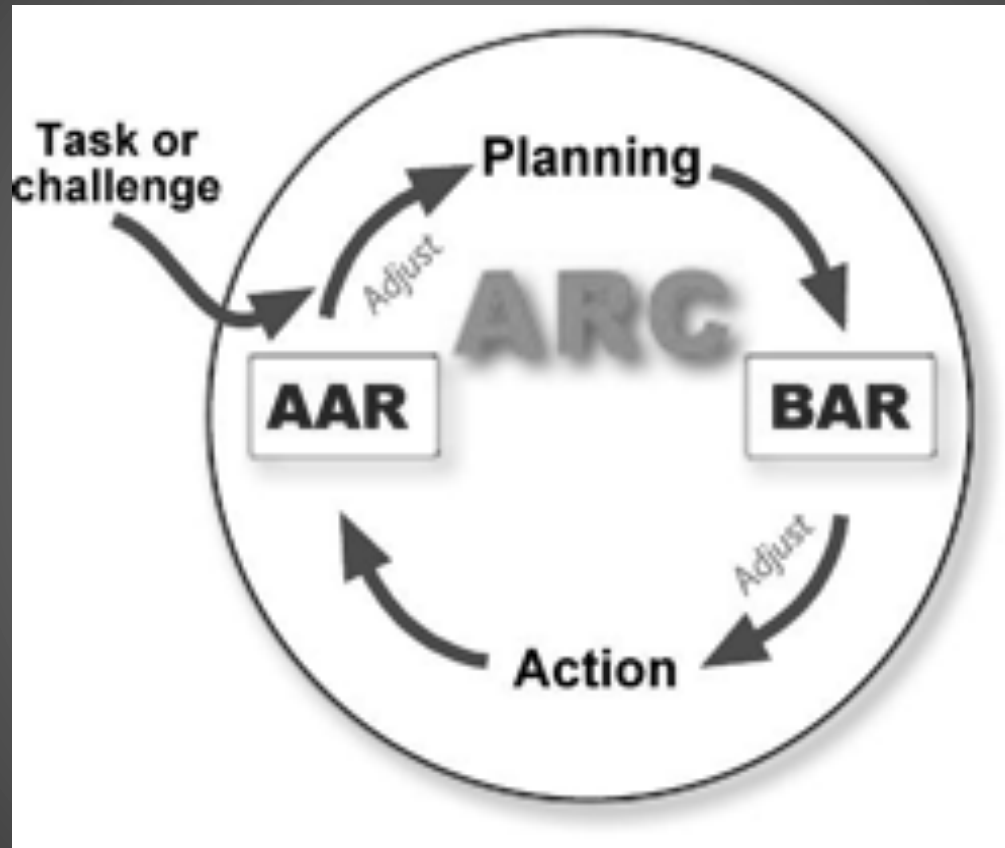 Task or
challenge
Planning
Adjust
ARC
AAR
BAR
Adjust
Action